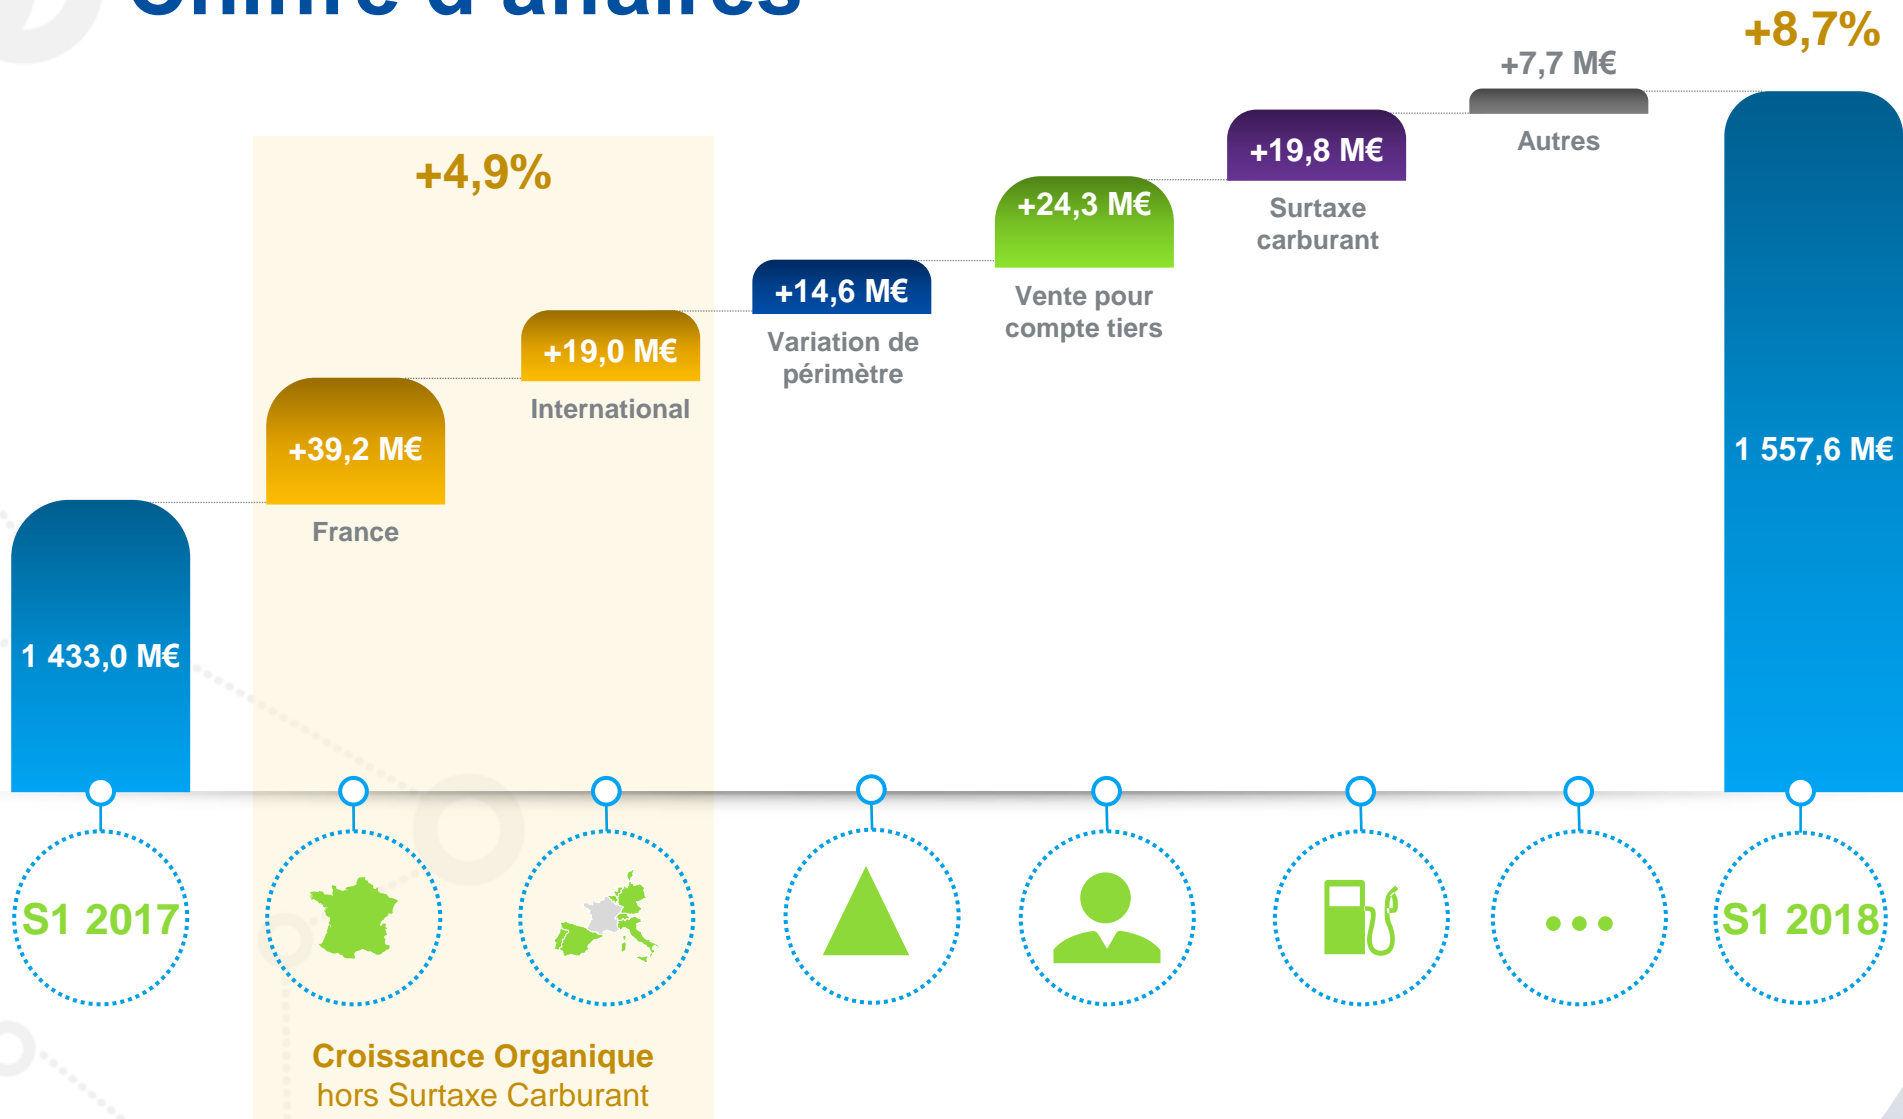 Chiffre d'affaires
+8,7%
+7,7 M€
Autres
+19,8 M€
Surtaxe
carburant
+4,9%
+24,3 M€
Vente pour
compte tiers
+14,6 M€
Variation de
périmètre
+19,0 M€
International
+39,2 M€
France
1 433,0 M€
1 557,6 M€
S1 2017
S1 2018
Croissance Organique
hors Surtaxe Carburant